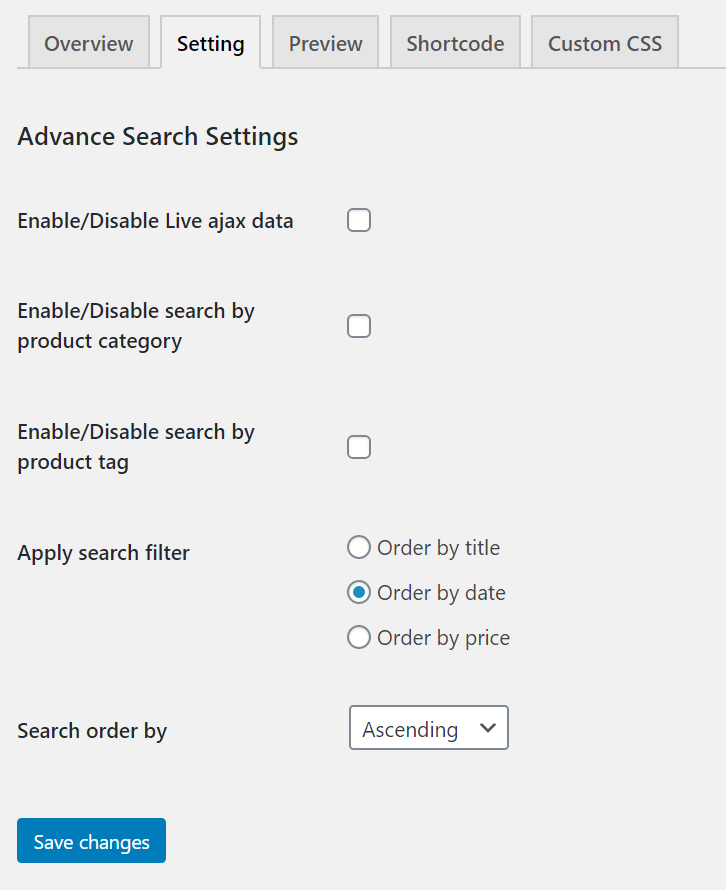 Overview Setting Preview Shortcode Custom CSS
Advance Search Settings
Enable/Disable Live ajax data
Enable/Disable search by
product category
Enable/Disable search by
product tag
Apply search filter
Order by title
Order by date
Order by price
Search order by
Ascending
Save changes